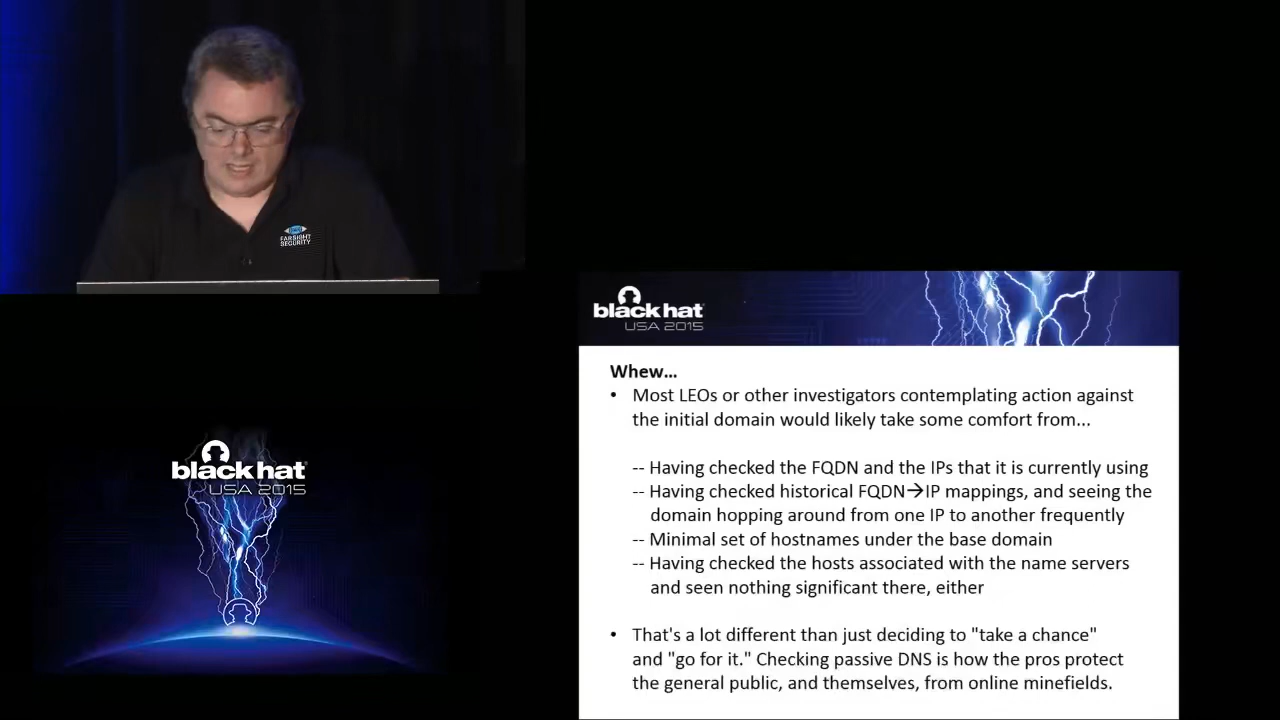 FARSIGHT
SECURITY
black hat
USA 2015
Whew...
• Most LEOs or other investigators contemplating action against
the initial domain would likely take some comfort from...
-- Having checked the FQDN and the IPs that it is currently using
-- Having checked historical FQDN→IP mappings, and seeing the
domain hopping around from one IP to another frequently
-- Minimal set of hostnames under the base domain
-- Having checked the hosts associated with the name servers
and seen nothing significant there, either
• That's a lot different than just deciding to "take a chance"
and "go for it." Checking passive DNS is how the pros protect
the general public, and themselves, from online minefields.
black hat
USA 2015